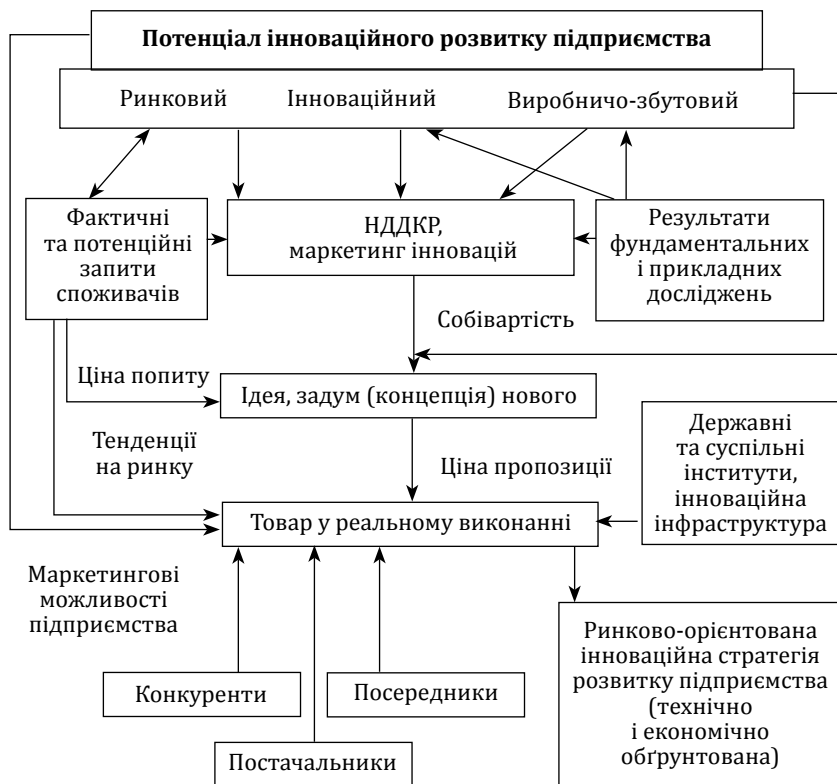 Потенціал інноваційного розвитку підприємства
Ринковий Інноваційний Виробничо-збутовий
Фактичні
та потенційні
запити
споживачів
НДДКР,
маркетинг інновацій
Результати
фундаментальних
і прикладних
досліджень
Собівартість
Ціна попиту
Ідея, задум (концепція) нового
Тенденції
на ринку
Ціна пропозиції
Державні
та суспільні
інститути,
інноваційна
інфраструктура
Товар у реальному виконанні
Маркетингові
можливості
підприємства
Конкуренти
Посередники
Постачальники
Ринково-орієнтована
інноваційна стратегія
розвитку підприємства
(технічно
і економічно
обґрунтована)